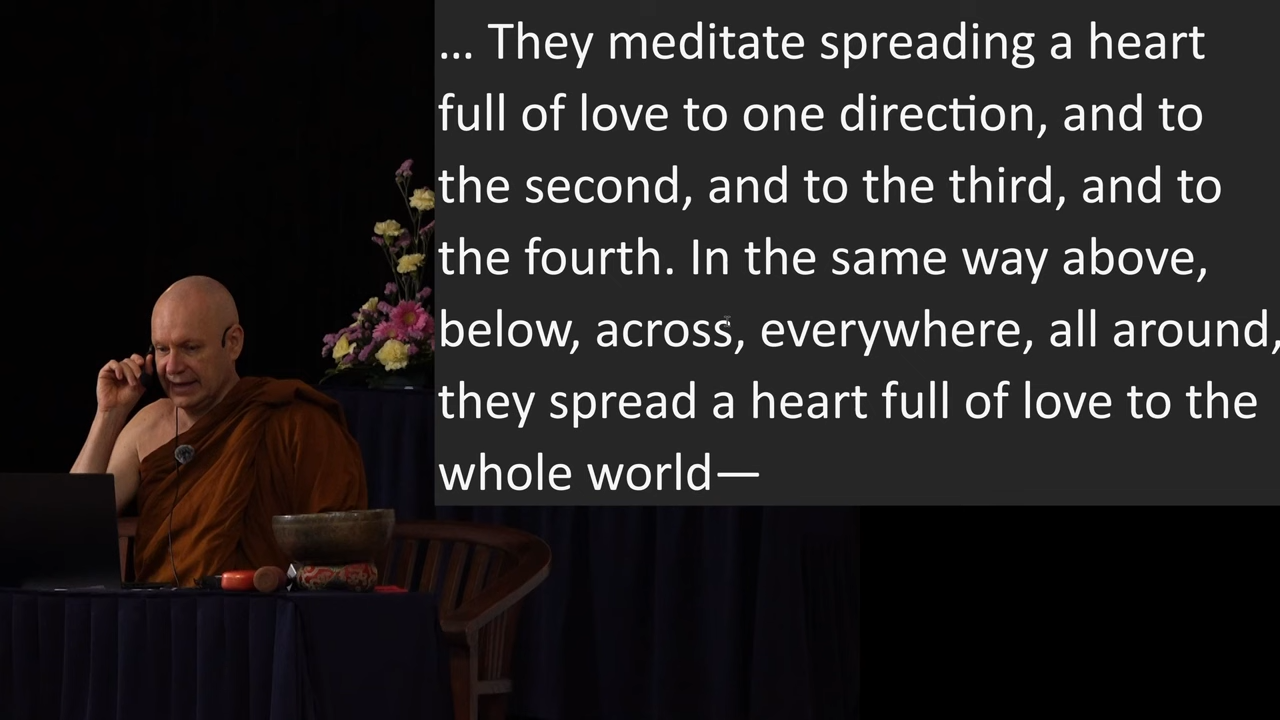 … They meditate spreading a heart
full of love to one direction, and to
the second, and to the third, and to
the fourth. In the same way above,
below, across, everywhere, all around,
they spread a heart full of love to the
whole world—